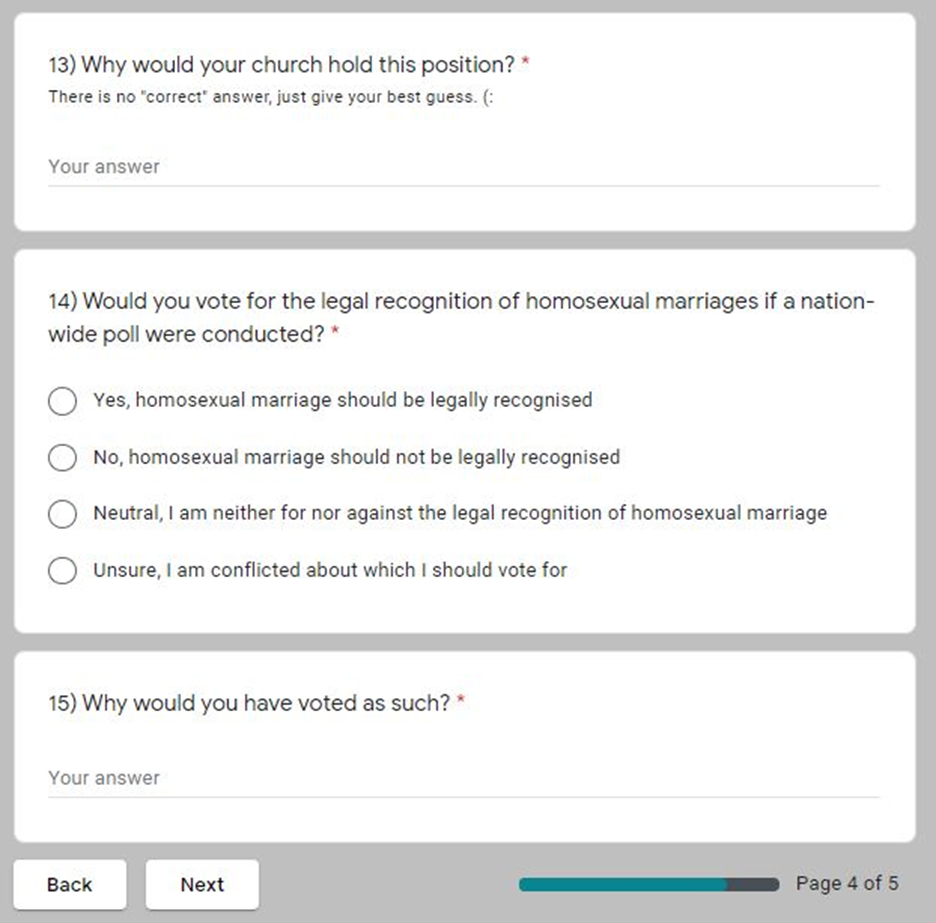 13) Why would your church hold this position? *
There is no "correct" answer, just give your best guess. (:
Your answer
14) Would you vote for the legal recognition of homosexual marriages if a nation-
wide poll were conducted? *
Yes, homosexual marriage should be legally recognised
No, homosexual marriage should not be legally recognised
Neutral, I am neither for nor against the legal recognition of homosexual marriage
Unsure, I am conflicted about which I should vote for
15) Why would you have voted as such? *
Your answer
Back Next Page 4 of 5